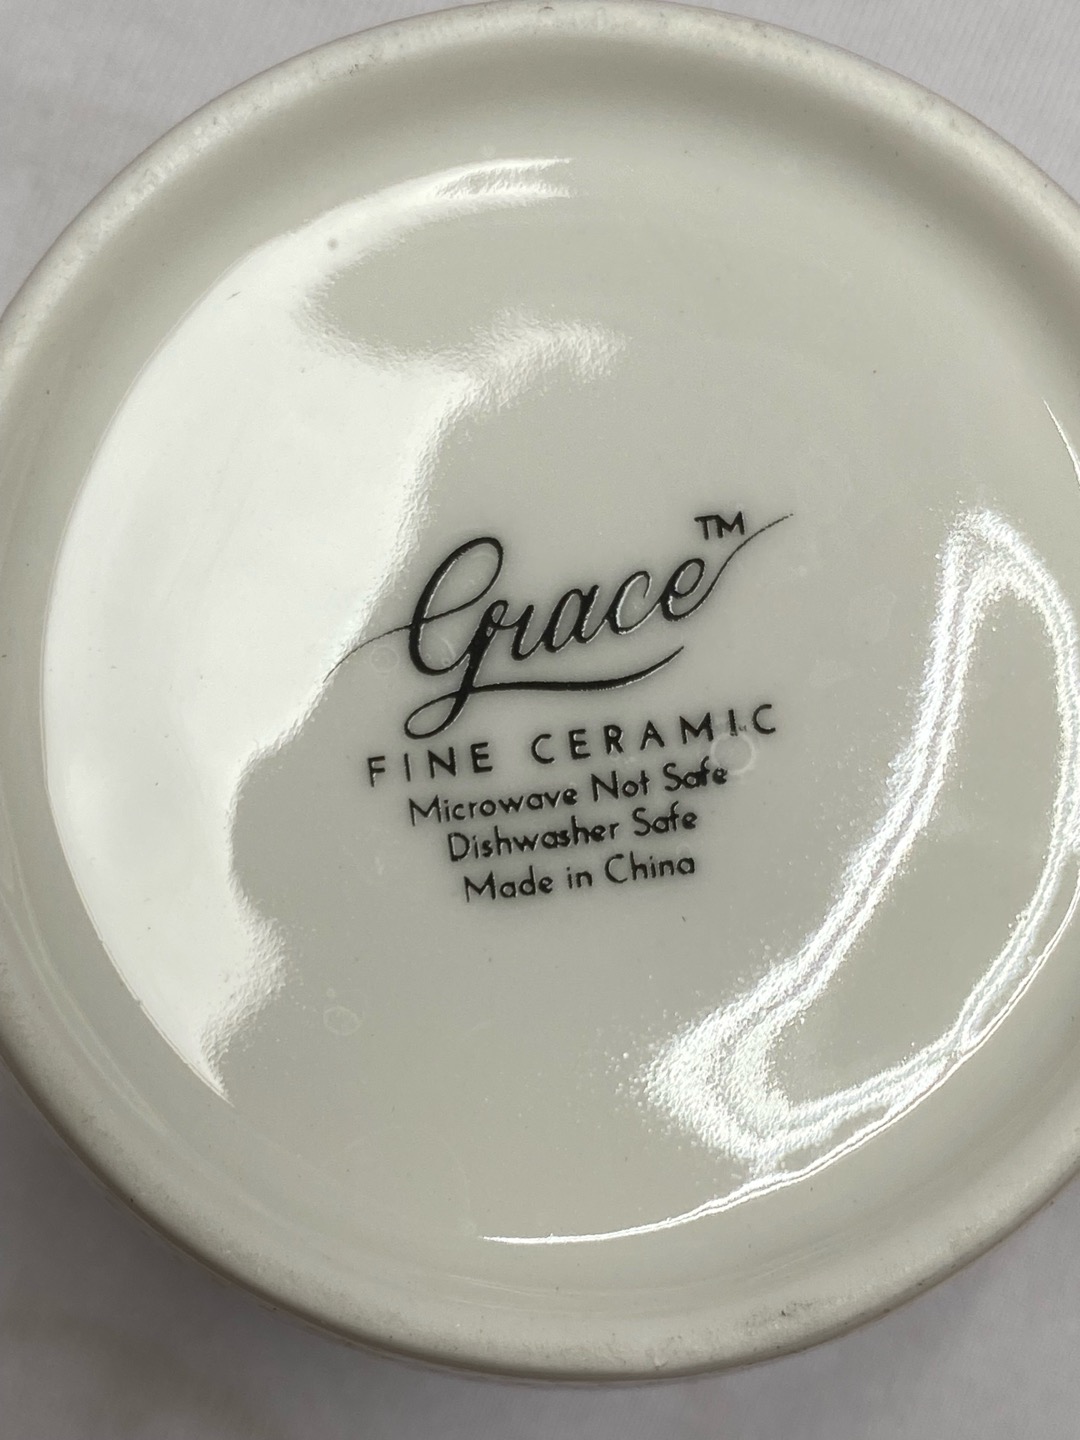 Grace™
FINE CERAMIC
Microwave Not Safe
Dishwasher Safe
Made in China